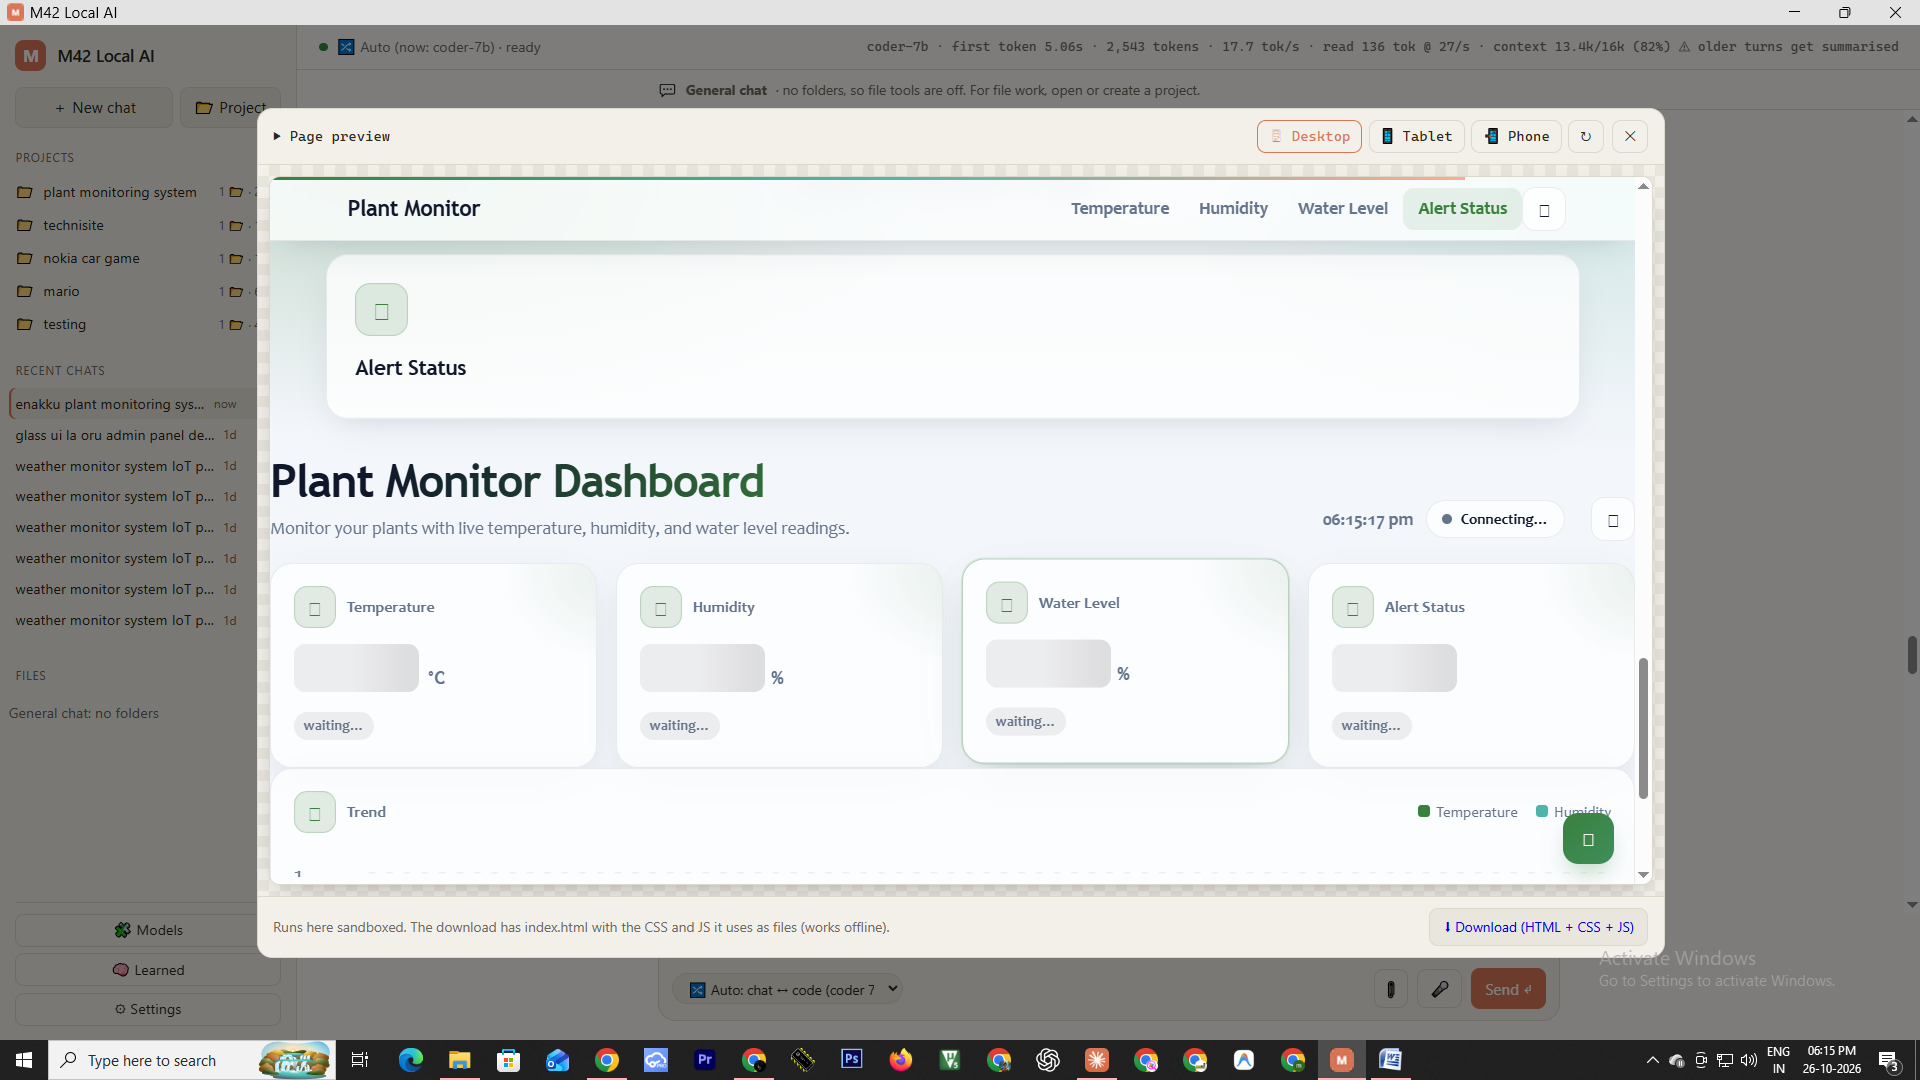 M42 Local AI
M M42 Local AI
+ New chat
Project
PROJECTS
plant monitoring system 1
technisite 1
nokia car game 1
mario 1
testing 1
RECENT CHATS
enakku plant monitoring sys... now
glass ui la oru admin panel de... 1d
weather monitor system IoT p... 1d
weather monitor system IoT p... 1d
weather monitor system IoT p... 1d
weather monitor system IoT p... 1d
weather monitor system IoT p... 1d
weather monitor system IoT p... 1d
FILES
General chat: no folders
Models
Learned
Settings
Auto (now: coder-7b) · ready
coder-7b · first token 5.06s · 2,543 tokens · 17.7 tok/s · read 136 tok @ 27/s · context 13.4k/16k (82%) ⚠ older turns get summarised
General chat · no folders, so file tools are off. For file work, open or create a project.
Page preview
Desktop
Tablet
Phone
Plant Monitor
Temperature Humidity Water Level Alert Status
Alert Status
Plant Monitor Dashboard
Monitor your plants with live temperature, humidity, and water level readings.
06:15:17 pm
Connecting...
Temperature
°C
waiting...
Humidity
%
waiting...
Water Level
%
waiting...
Alert Status
waiting...
Trend
Temperature Humidity
Runs here sandboxed. The download has index.html with the CSS and JS it uses as files (works offline).
Download (HTML + CSS + JS)
Auto: chat ↔ code (coder 7
Send
Activate Windows
Go to Settings to activate Windows.
Type here to search
ENG
IN
06:15 PM
26-10-2026
3